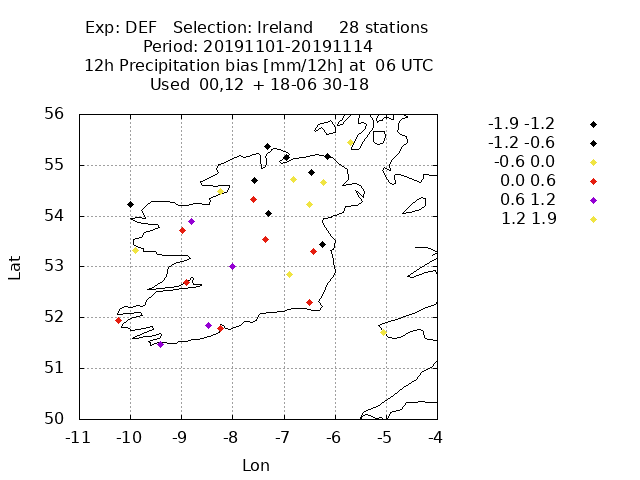 Exp: DEF   Selection: Ireland     28 stations
Period: 20191101-20191114
12h Precipitation bias [mm/12h] at  06 UTC
Used  00,12  + 18-06 30-18
-1.9 -1.2
-1.2 -0.6
-0.6 0.0
0.0 0.6
0.6 1.2
1.2 1.9
Lat
56
55
54
53
52
51
50
-11 -10 -9 -8 -7 -6 -5 -4
Lon